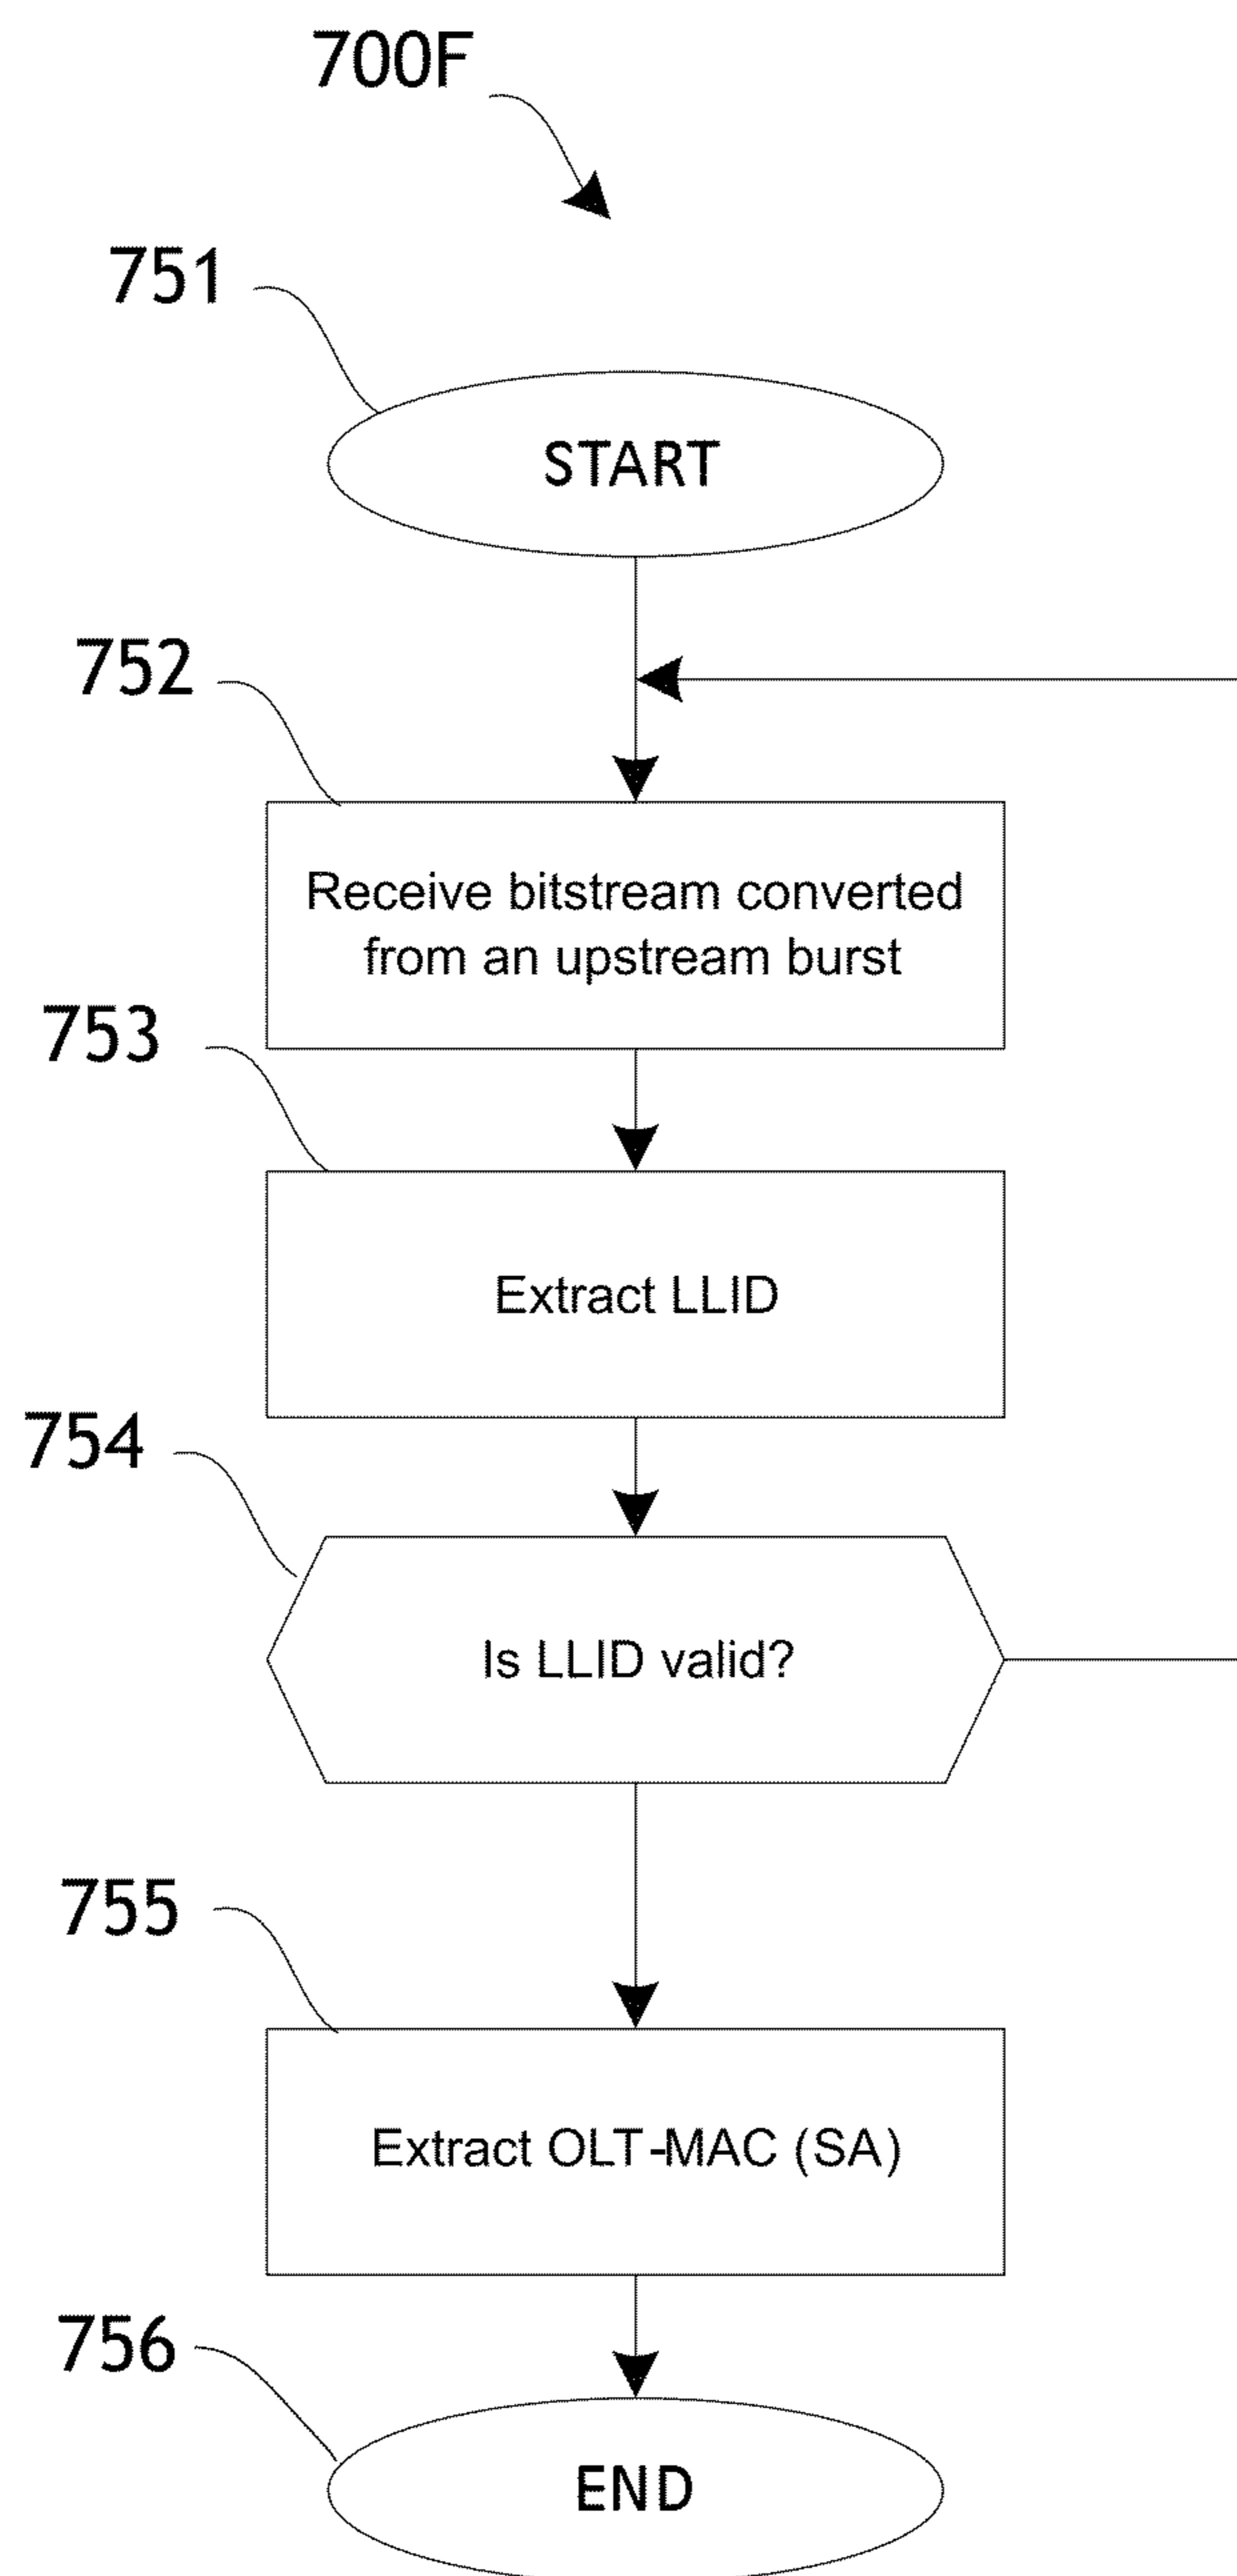 700F
751
START
752
Receive bitstream converted
from an upstream burst
753
Extract LLID
754
Is LLID valid?
755
Extract OLT-MAC (SA)
756
END